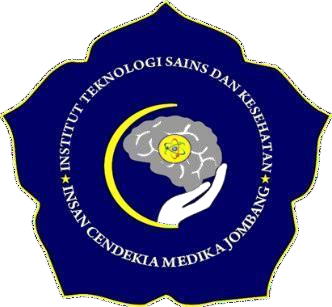 INSTITUT TEKNOLOGI SAINS DAN KESEHATAN
INSAN CENDEKIA MEDIKA JOMBANG